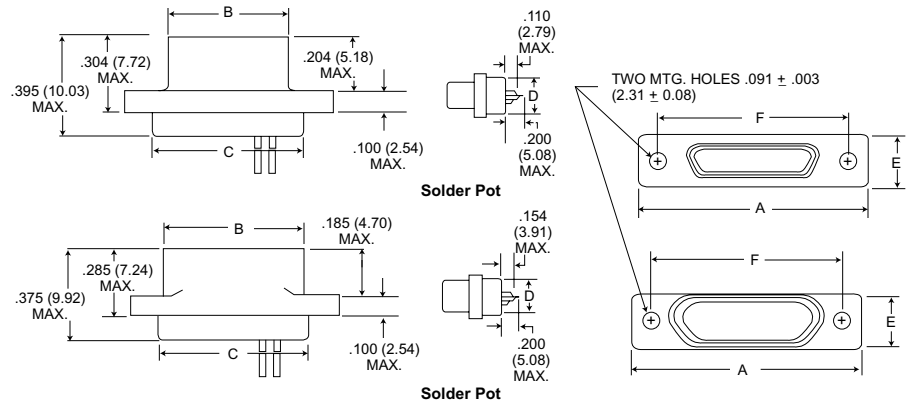 B
.304 (7.72)
MAX.
.204 (5.18)
MAX.
.395 (10.03)
MAX.
C
.100 (2.54)
MAX.
.110
(2.79)
MAX.
D
.200
(5.08)
MAX.
Solder Pot
TWO MTG. HOLES .091 ± .003
(2.31 ± 0.08)
F
E
A
B
.185 (4.70)
MAX.
.285 (7.24)
MAX.
.375 (9.92)
MAX.
C
.100 (2.54)
MAX.
.154
(3.91)
MAX.
D
.200
(5.08)
MAX.
Solder Pot
F
E
A